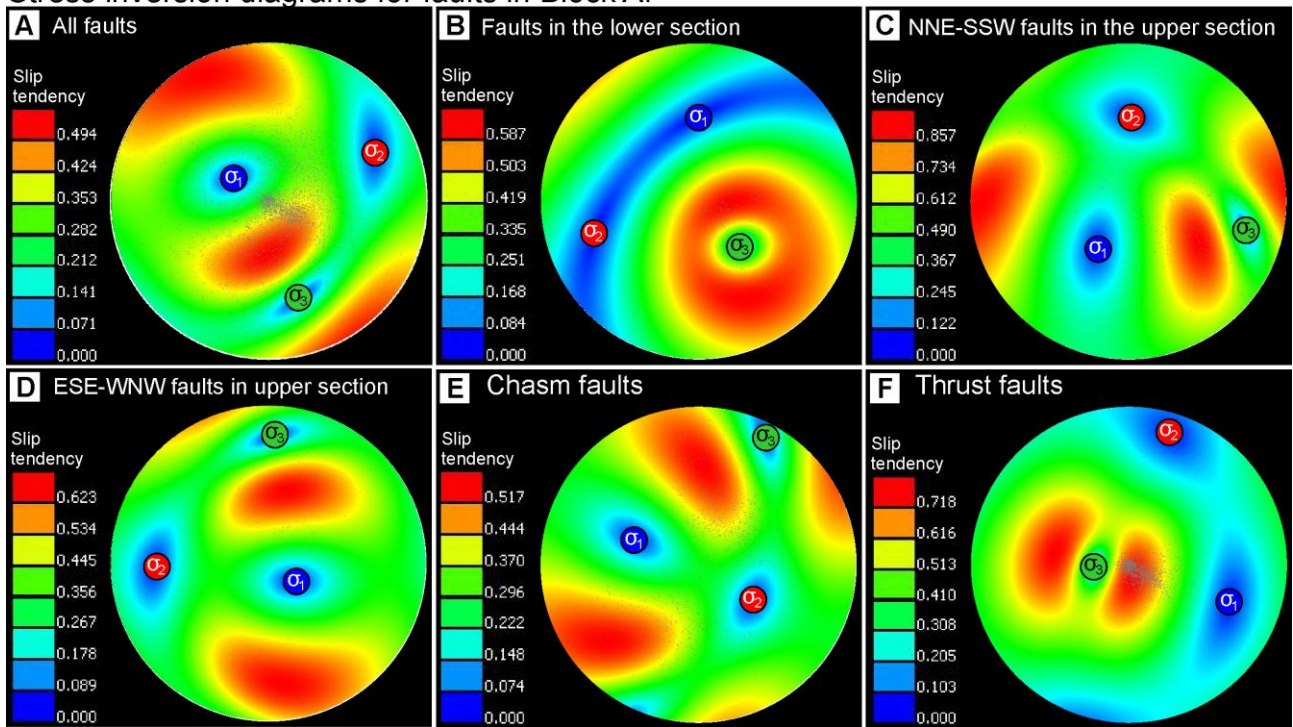 Stress inversion diagrams for faults in Block A.
A All faults
Slip
tendency
0.494
0.424
0.353
0.282
0.212
0.141
0.071
0.000
σ1
σ2
σ3
B Faults in the lower section
Slip
tendency
0.587
0.503
0.419
0.335
0.251
0.168
0.084
0.000
σ1
σ2
σ3
C NNE-SSW faults in the upper section
Slip
tendency
0.857
0.734
0.612
0.490
0.367
0.245
0.122
0.000
σ2
σ3
σ1
D ESE-WNW faults in upper section
Slip
tendency
0.623
0.534
0.445
0.356
0.267
0.178
0.089
0.000
σ3
σ2
σ1
E Chasm faults
Slip
tendency
0.517
0.444
0.370
0.296
0.222
0.148
0.074
0.000
σ3
σ1
σ2
F Thrust faults
Slip
tendency
0.718
0.616
0.513
0.410
0.308
0.205
0.103
0.000
σ2
σ3
σ1